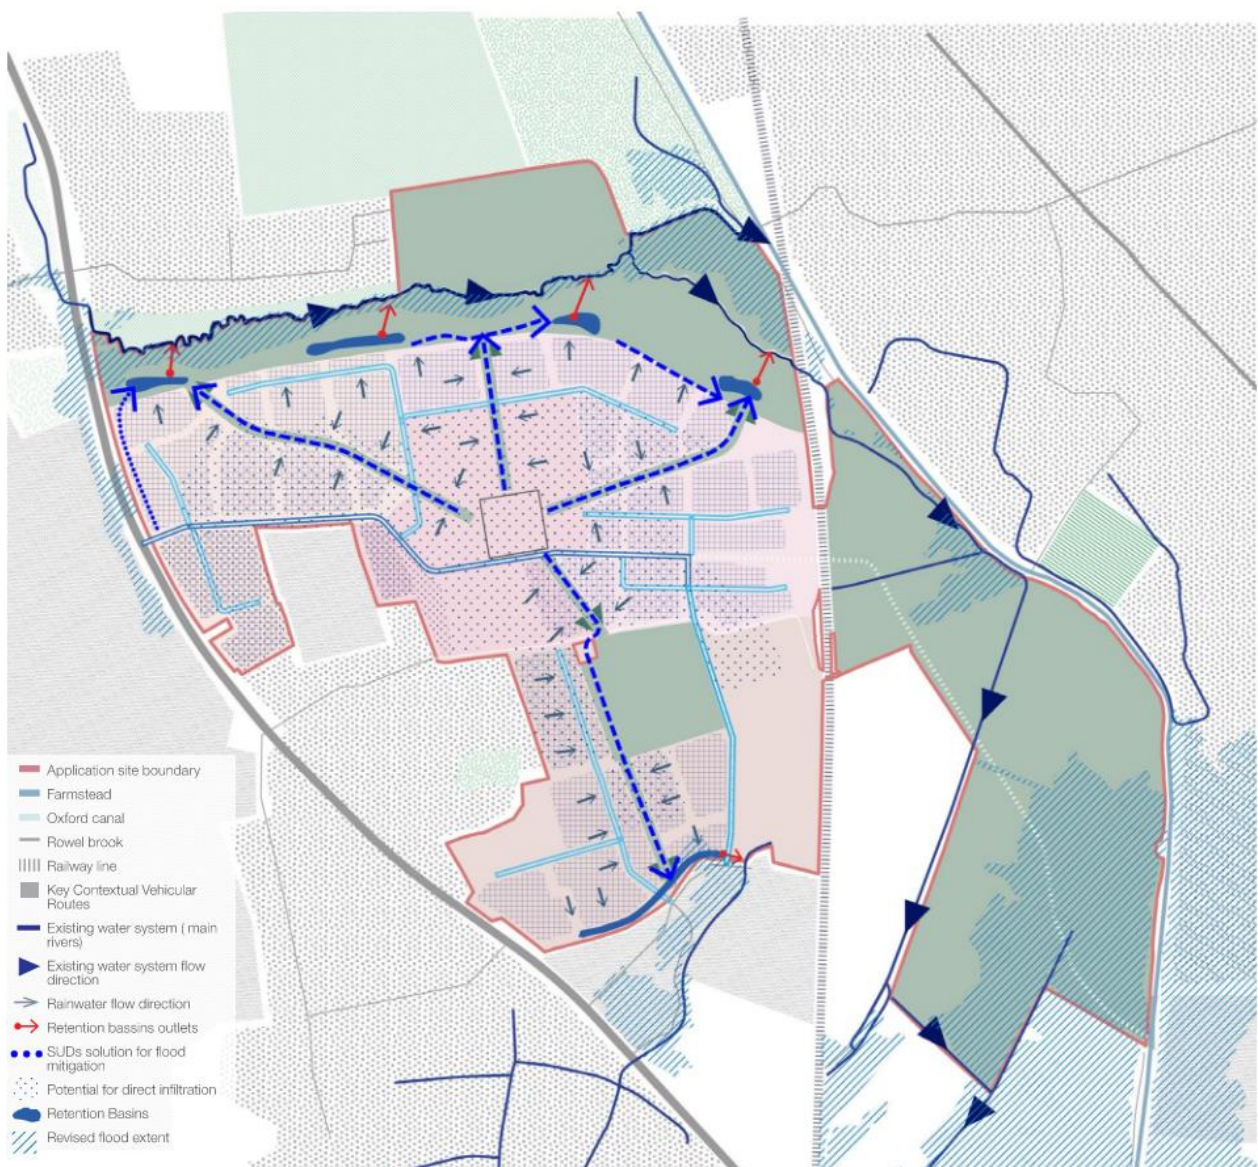 Application site boundary
Farmstead
Oxford canal
Rowel brook
Railway line
Key Contextual Vehicular
Routes
Existing water system ( main
rivers)
Existing water system flow
direction
Rainwater flow direction
Retention bassins outlets
SUDs solution for flood
mitigation
Potential for direct infiltration
Retention Basins
Revised flood extent